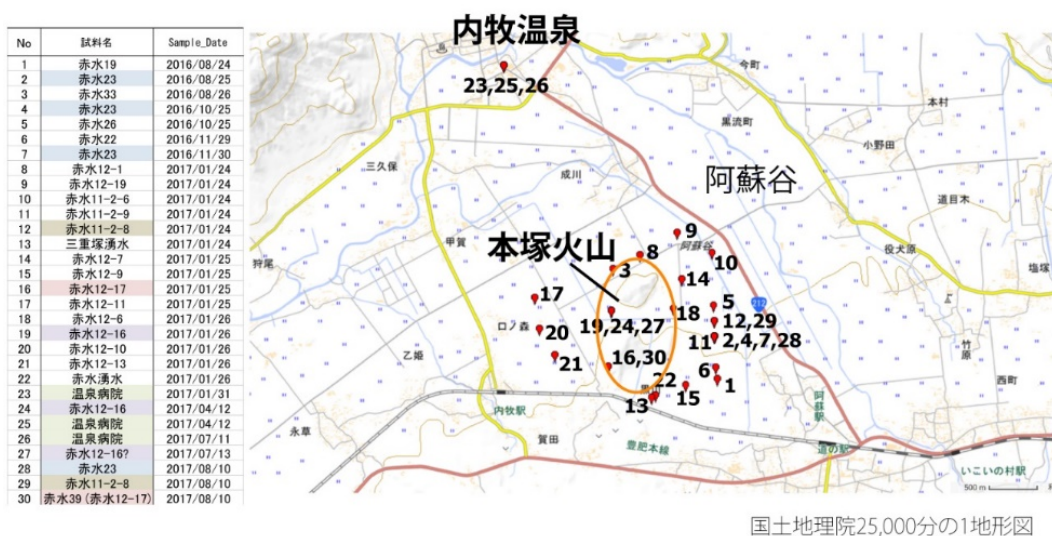 No 試料名 Sample_Date
1 赤水19 2016/08/24
2 赤水23 2016/08/25
3 赤水33 2016/08/26
4 赤水23 2016/10/25
5 赤水26 2016/10/25
6 赤水22 2016/11/29
7 赤水23 2016/11/30
8 赤水12-1 2017/01/24
9 赤水12-19 2017/01/24
10 赤水11-2-6 2017/01/24
11 赤水11-2-9 2017/01/24
12 赤水11-2-8 2017/01/24
13 三重塚湧水 2017/01/24
14 赤水12-7 2017/01/25
15 赤水12-9 2017/01/25
16 赤水12-17 2017/01/25
17 赤水12-11 2017/01/25
18 赤水12-6 2017/01/26
19 赤水12-16 2017/01/26
20 赤水12-10 2017/01/26
21 赤水12-13 2017/01/26
22 赤水湧水 2017/01/26
23 温泉病院 2017/01/31
24 赤水12-16 2017/04/12
25 温泉病院 2017/04/12
26 温泉病院 2017/07/11
27 赤水12-16? 2017/07/13
28 赤水23 2017/08/10
29 赤水11-2-8 2017/08/10
30 赤水39(赤水12-17) 2017/08/10
内牧温泉
23,25,26
今町
本村
黒流町
小野田
三久保
成川
阿蘇谷
道目木
甲賀
9
阿蘇谷
役犬原
狩尾
本塚火山
8
10
塩塚
3
14
17
5
212
18
19,24,27
12,29
ロノ森
20
11
2,4,7,28
竹原
乙姫
21
16,30
6
22
1
西町
13
15
内牧駅
阿蘇駅
永草
賀田
豊肥本線
道の駅
いこいの村駅
500 m
国土地理院25,000分の1地形図